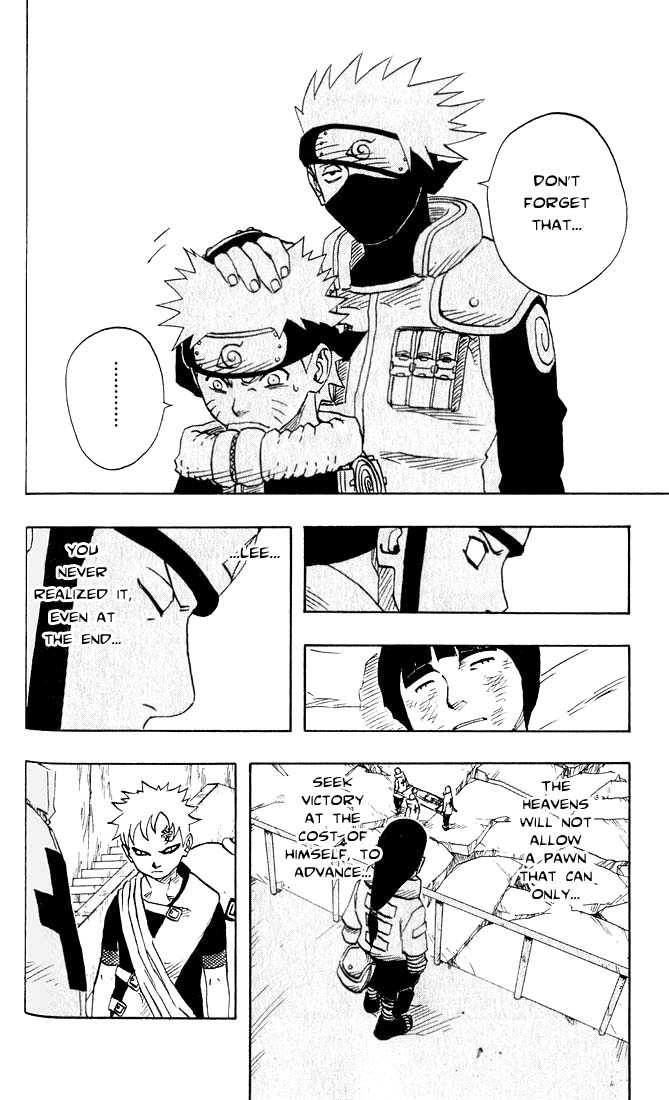 DON'T
FORGET
THAT...
..........
...LEE...
YOU
NEVER
REALIZED IT,
EVEN AT
THE END...
THE
HEAVENS
WILL NOT
ALLOW
A PAWN
THAT CAN
ONLY...
SEEK
VICTORY
AT THE
COST OF
HIMSELF, TO
ADVANCE...